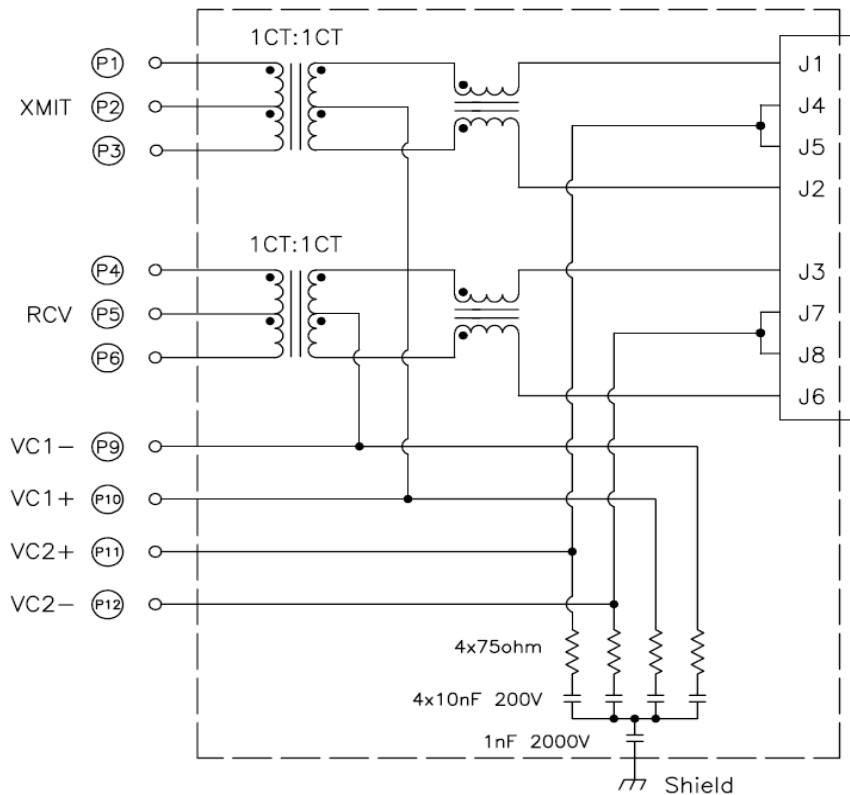 1CT:1CT
P1
J1
XMIT P2
J4
P3
J5
J2
1CT:1CT
P4
J3
RCV P5
J7
P6
J8
J6
VC1- P9
VC1+ P10
VC2+ P11
VC2- P12
4x75ohm
4x10nF 200V
1nF 2000V
Shield